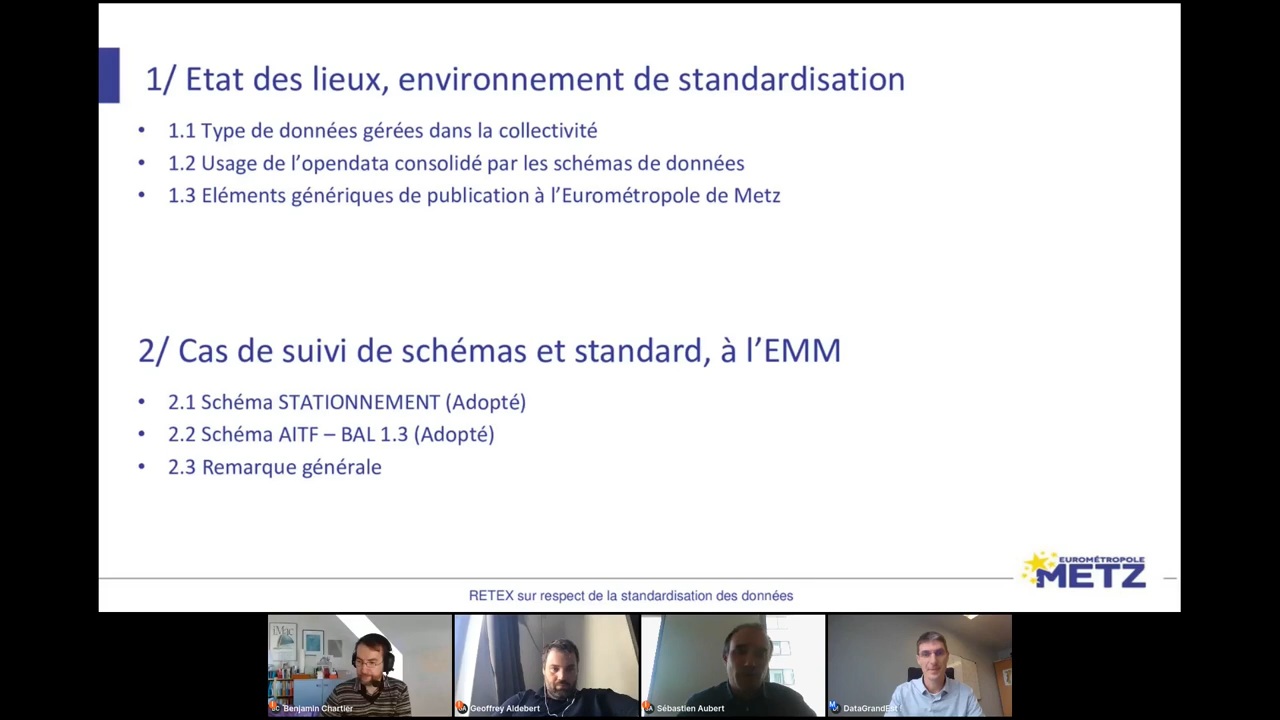 1/ Etat des lieux, environnement de standardisation
• 1.1 Type de données gérées dans la collectivité
• 1.2 Usage de l’opendata consolidé par les schémas de données
• 1.3 Eléments génériques de publication à l’Eurométropole de Metz
2/ Cas de suivi de schémas et standard, à l’EMM
• 2.1 Schéma STATIONNEMENT (Adopté)
• 2.2 Schéma AITF – BAL 1.3 (Adopté)
• 2.3 Remarque générale
EUROMÉTROPOLE
METZ
RETEX sur respect de la standardisation des données
iMac
Benjamin Chartier
Geoffrey Aldebert
Sébastien Aubert
DataGrandEst